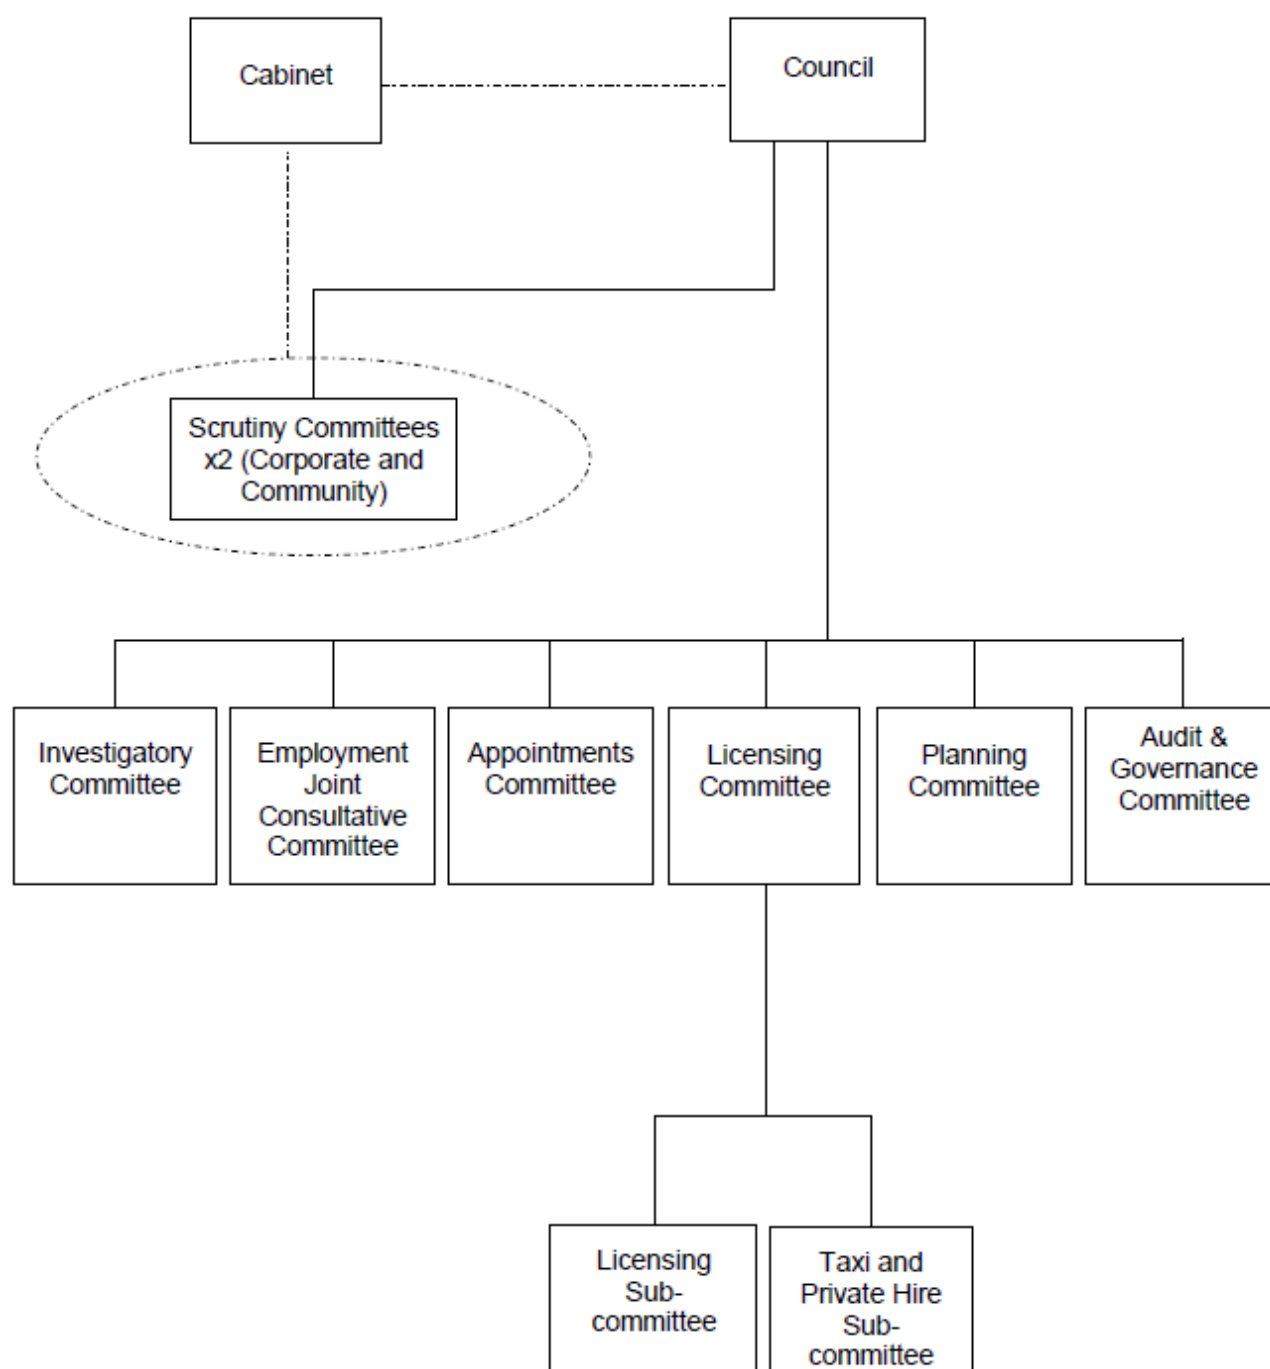 Cabinet
Council
Scrutiny Committees
x2 (Corporate and
Community)
Investigatory
Committee
Employment
Joint
Consultative
Committee
Appointments
Committee
Licensing
Committee
Planning
Committee
Audit &
Governance
Committee
Licensing
Sub-
committee
Taxi and
Private Hire
Sub-
committee